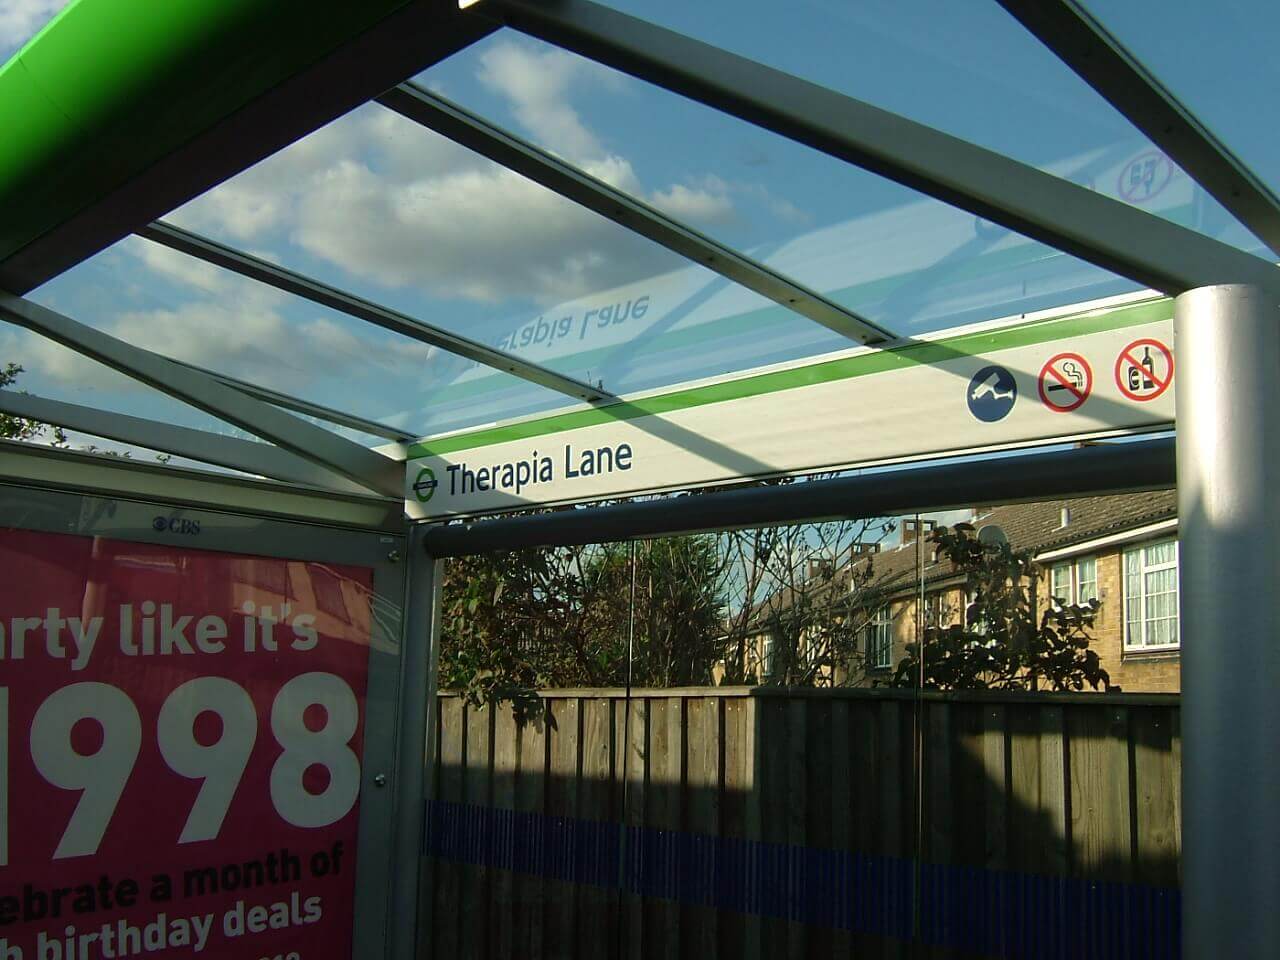 Therapia Lane
CBS
arty like it's
1998
ebrate a month of
h birthday deals